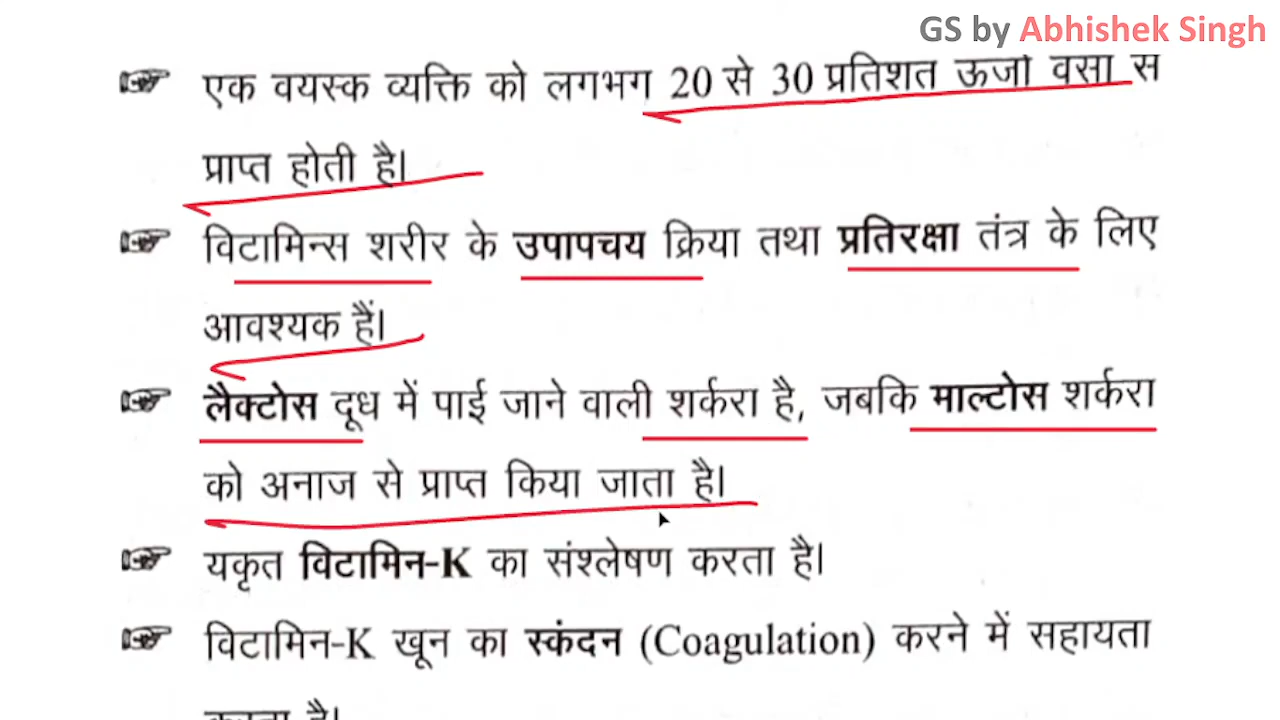 GS by Abhishek Singh
एक वयस्क व्यक्ति को लगभग 20 से 30 प्रतिशत ऊर्जा वसा से
प्राप्त होती है।
विटामिन्स शरीर के उपापचय क्रिया तथा प्रतिरक्षा तंत्र के लिए
आवश्यक हैं।
लैक्टोस दूध में पाई जाने वाली शर्करा है, जबकि माल्टोस शर्करा
को अनाज से प्राप्त किया जाता है।
यकृत विटामिन-K का संश्लेषण करता है।
विटामिन-K खून का स्कंदन (Coagulation) करने में सहायता
करता है।